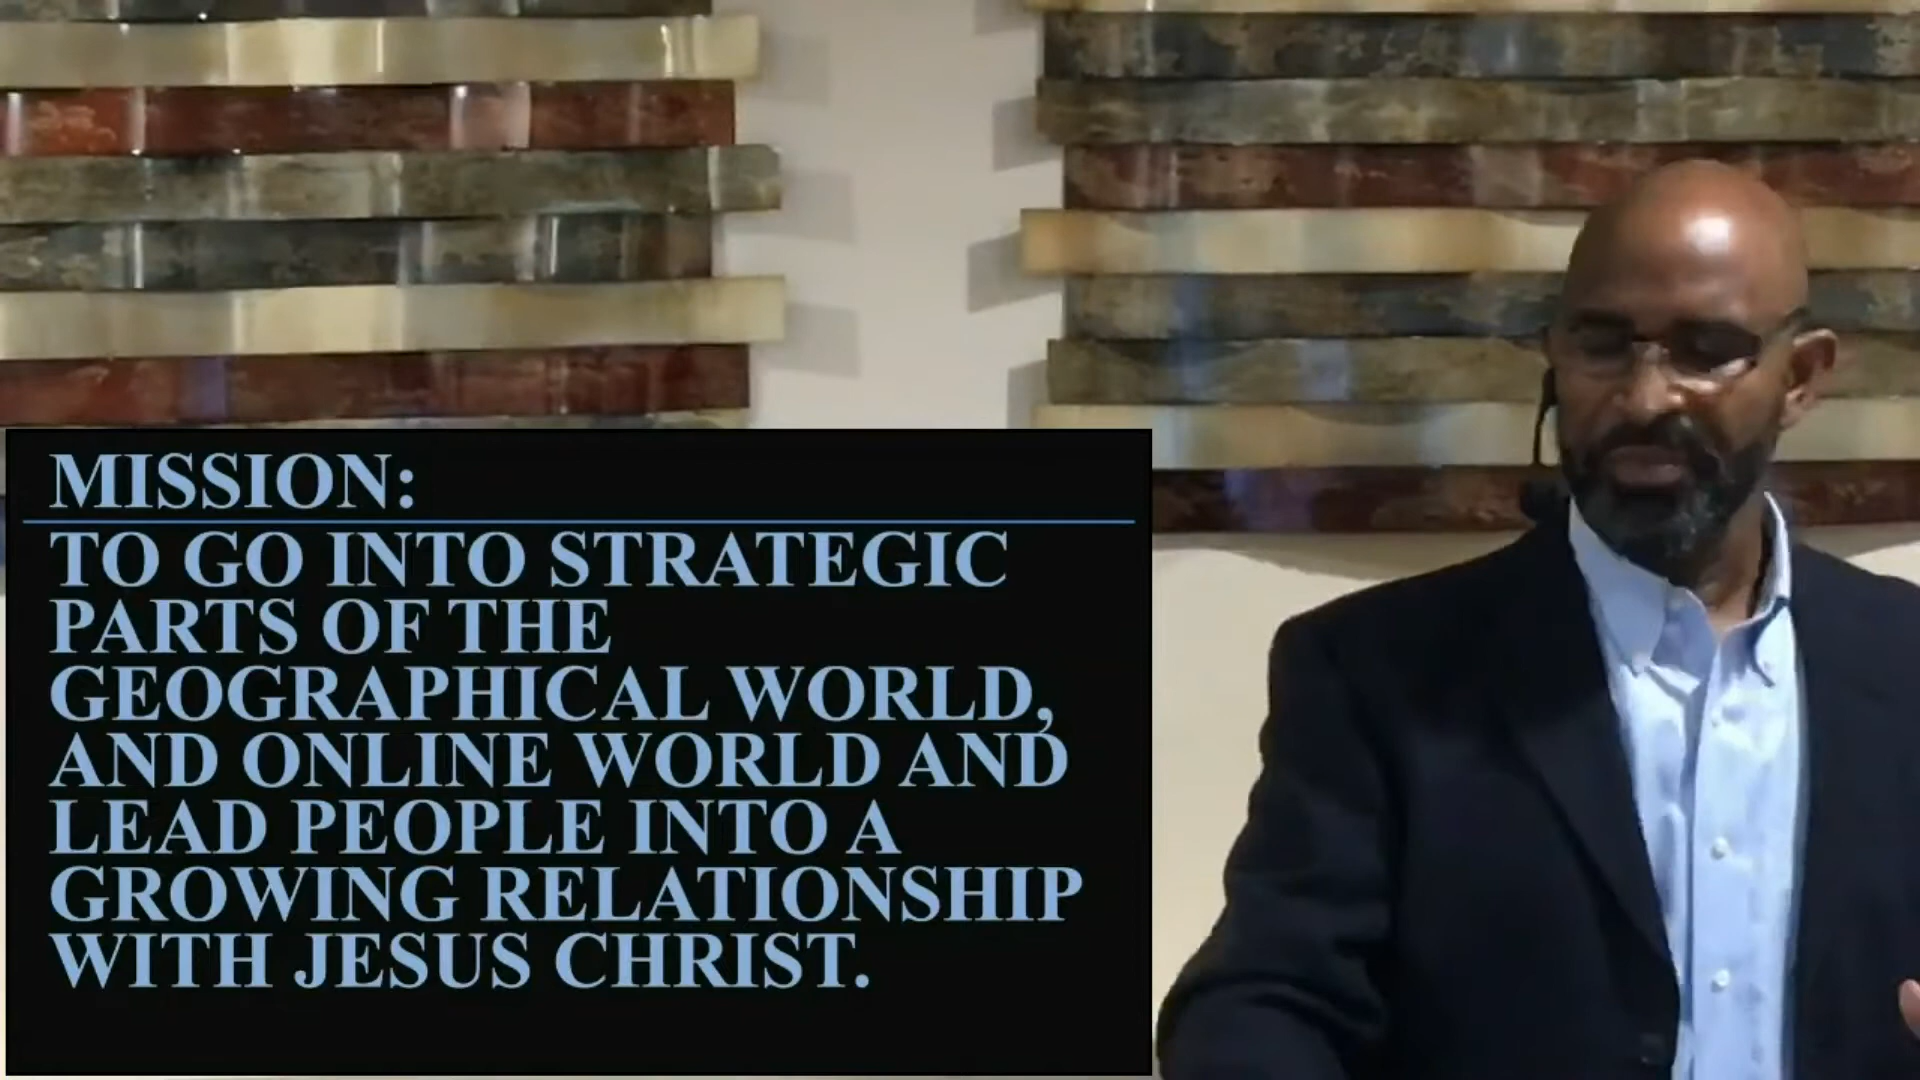 MISSION:
TO GO INTO STRATEGIC
PARTS OF THE
GEOGRAPHICAL WORLD,
AND ONLINE WORLD AND
LEAD PEOPLE INTO A
GROWING RELATIONSHIP
WITH JESUS CHRIST.